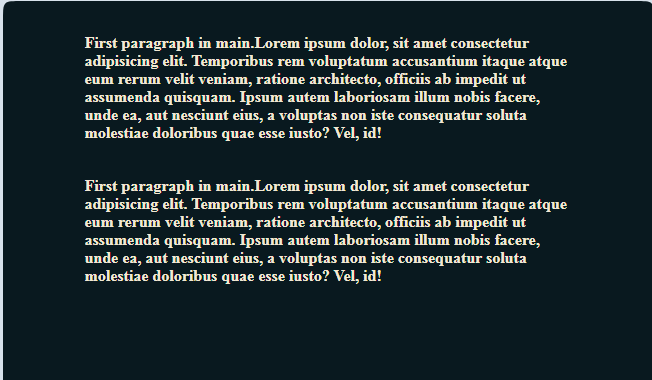 First paragraph in main.Lorem ipsum dolor, sit amet consectetur
adipisicing elit. Temporibus rem voluptatum accusantium itaque atque
eum rerum velit veniam, ratione architecto, officiis ab impedit ut
assumenda quisquam. Ipsum autem laboriosam illum nobis facere,
unde ea, aut nesciunt eius, a voluptas non iste consequatur soluta
molestiae doloribus quae esse iusto? Vel, id!
First paragraph in main.Lorem ipsum dolor, sit amet consectetur
adipisicing elit. Temporibus rem voluptatum accusantium itaque atque
eum rerum velit veniam, ratione architecto, officiis ab impedit ut
assumenda quisquam. Ipsum autem laboriosam illum nobis facere,
unde ea, aut nesciunt eius, a voluptas non iste consequatur soluta
molestiae doloribus quae esse iusto? Vel, id!